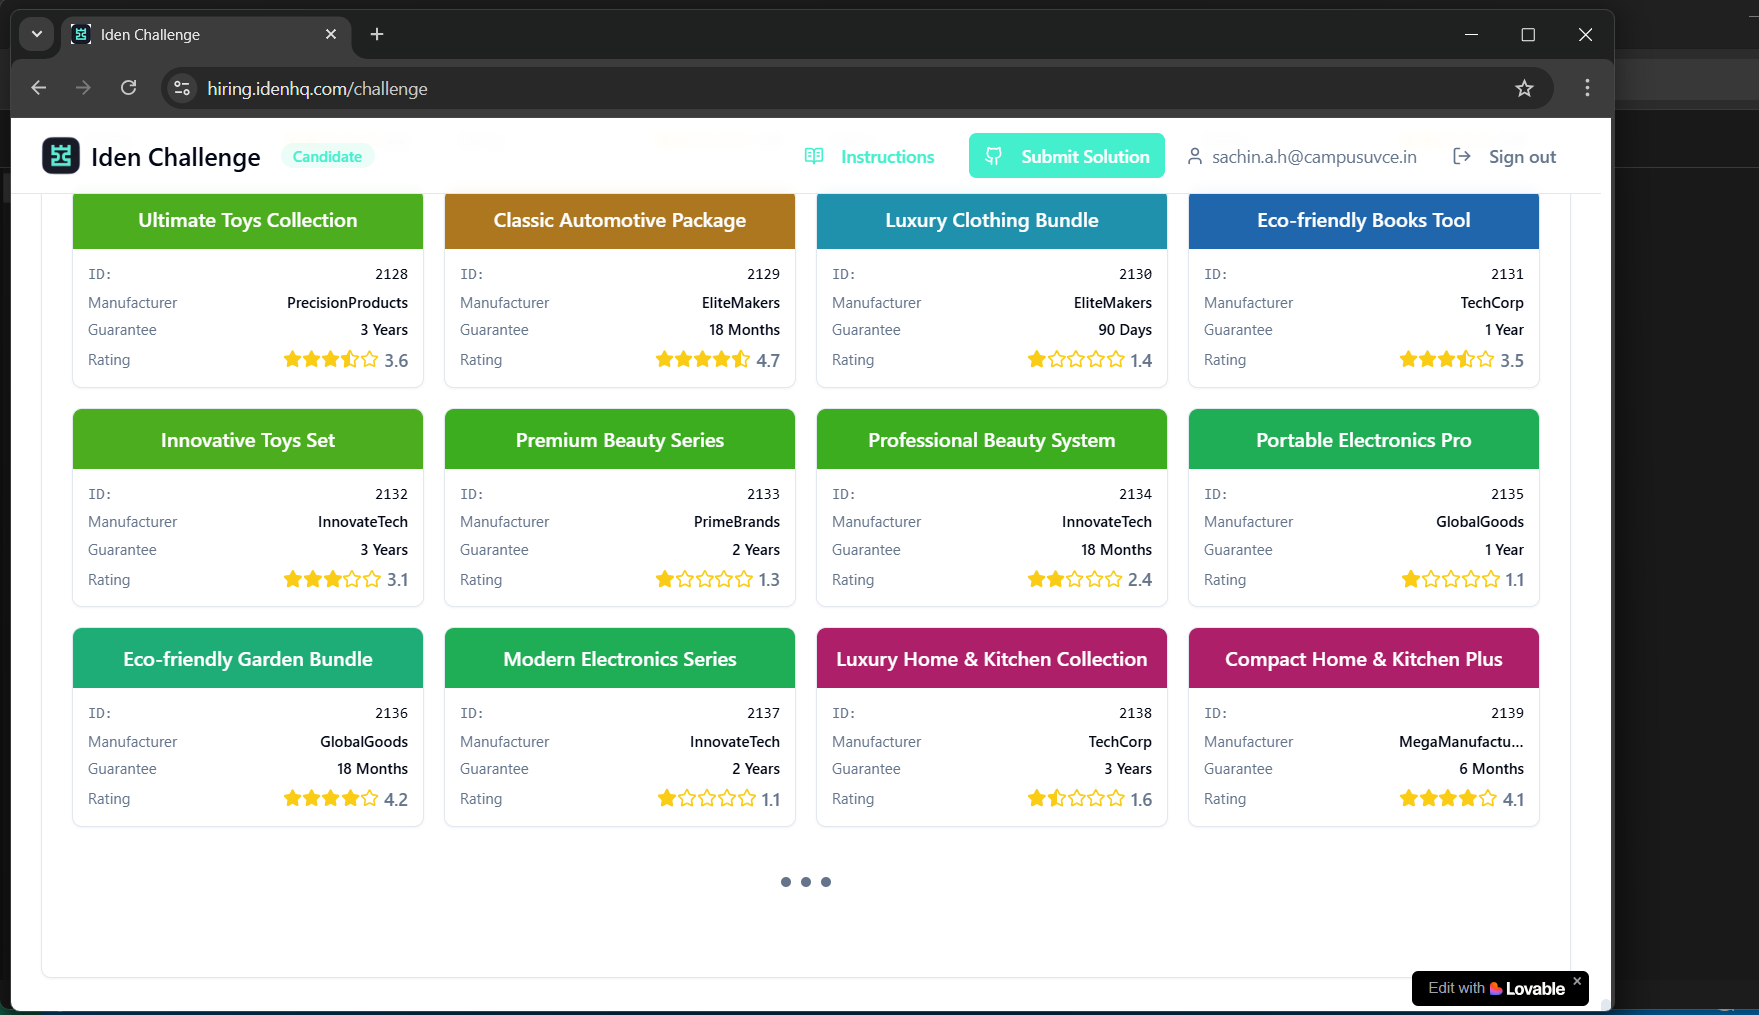 Iden Challenge
hiring.idenhq.com/challenge
Iden Challenge Candidate Instructions Submit Solution sachin.a.h@campusuvce.in Sign out
Ultimate Toys Collection
ID: 2128
Manufacturer PrecisionProducts
Guarantee 3 Years
Rating 3.6
Classic Automotive Package
ID: 2129
Manufacturer EliteMakers
Guarantee 18 Months
Rating 4.7
Luxury Clothing Bundle
ID: 2130
Manufacturer EliteMakers
Guarantee 90 Days
Rating 1.4
Eco-friendly Books Tool
ID: 2131
Manufacturer TechCorp
Guarantee 1 Year
Rating 3.5
Innovative Toys Set
ID: 2132
Manufacturer InnovateTech
Guarantee 3 Years
Rating 3.1
Premium Beauty Series
ID: 2133
Manufacturer PrimeBrands
Guarantee 2 Years
Rating 1.3
Professional Beauty System
ID: 2134
Manufacturer InnovateTech
Guarantee 18 Months
Rating 2.4
Portable Electronics Pro
ID: 2135
Manufacturer GlobalGoods
Guarantee 1 Year
Rating 1.1
Eco-friendly Garden Bundle
ID: 2136
Manufacturer GlobalGoods
Guarantee 18 Months
Rating 4.2
Modern Electronics Series
ID: 2137
Manufacturer InnovateTech
Guarantee 2 Years
Rating 1.1
Luxury Home & Kitchen Collection
ID: 2138
Manufacturer TechCorp
Guarantee 3 Years
Rating 1.6
Compact Home & Kitchen Plus
ID: 2139
Manufacturer MegaManufactu...
Guarantee 6 Months
Rating 4.1
Edit with Lovable